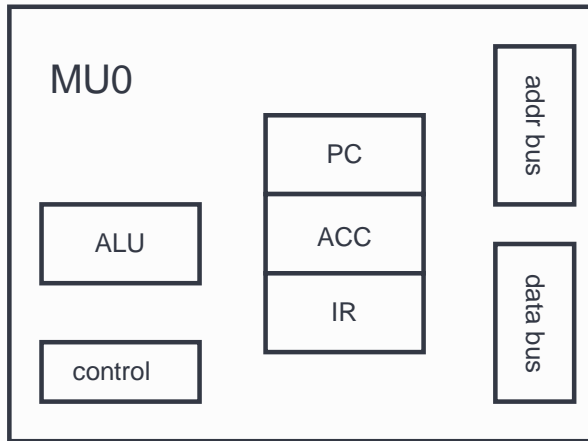 MU0
PC
ACC
IR
ALU
control
addr bus
data bus